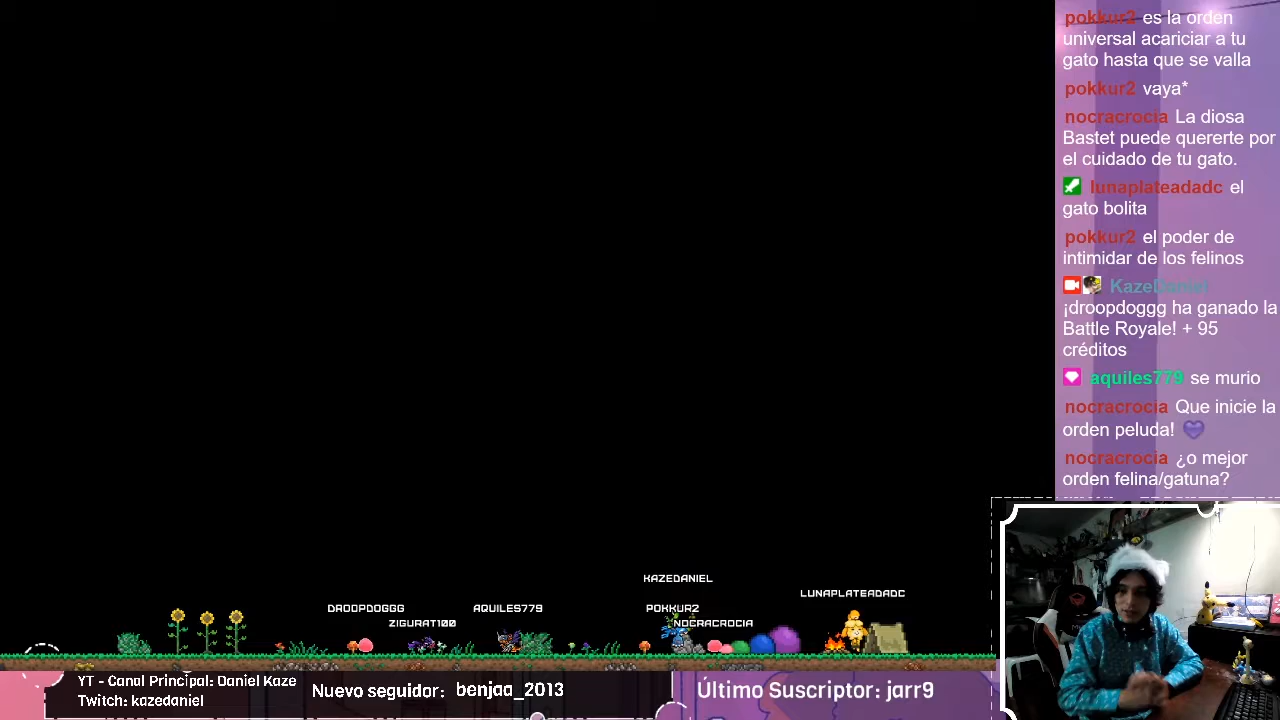 pokkur2 es la orden
universal acariciar a tu
gato hasta que se valla
pokkur2 vaya*
nocracrocia La diosa
Bastet puede quererte por
el cuidado de tu gato.
lunaplateadadc el
gato bolita
pokkur2 el poder de
intimidar de los felinos
KazeDaniel
¡droopdoggg ha ganado la
Battle Royale! + 95
créditos
aquiles779 se murio
nocracrocia Que inicie la
orden peluda!
nocracrocia ¿o mejor
orden felina/gatuna?
KAZEDANIEL
LUNAPLATEADADC
DROOPDOGGG
AQUILES779
POKKUR2
ZIGURAT100
NOCRACROCIA
YT - Canal Principal: Daniel Kaze
Twitch: kazedaniel
Nuevo seguidor: benjaa_2013
Último Suscriptor: jarr9